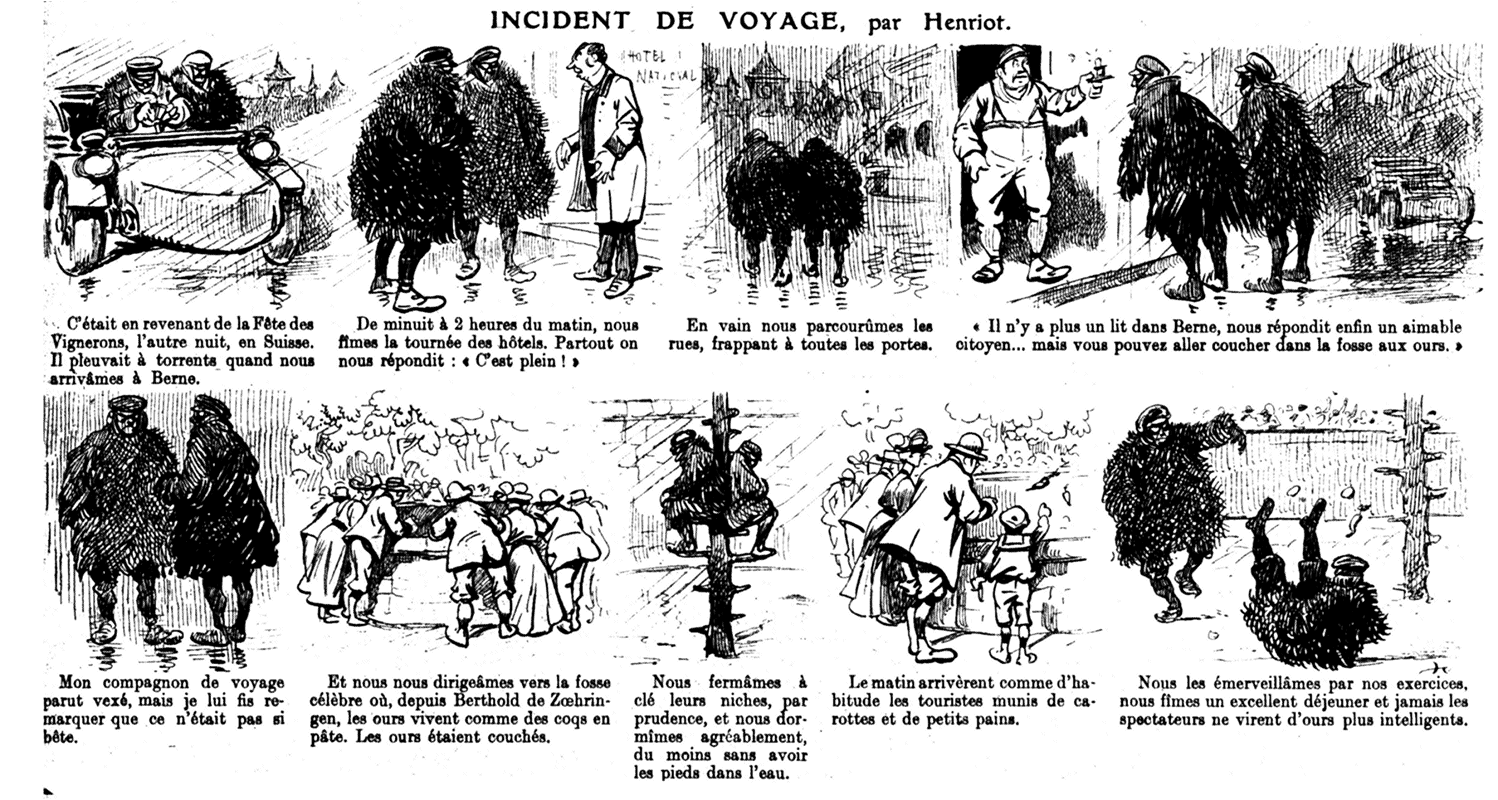 INCIDENT DE VOYAGE, par Henriot.
HOTEL
NATIONAL
C'était en revenant de la Fête des
Vignerons, l'autre nuit, en Suisse.
Il pleuvait à torrents quand nous
arrivâmes à Berne.
De minuit à 2 heures du matin, nous
fîmes la tournée des hôtels. Partout on
nous répondit : « C'est plein ! »
En vain nous parcourûmes les
rues, frappant à toutes les portes.
« Il n'y a plus un lit dans Berne, nous répondit enfin un aimable
citoyen... mais vous pouvez aller coucher dans la fosse aux ours. »
Mon compagnon de voyage
parut vexé, mais je lui fis re-
marquer que ce n'était pas si
bête.
Et nous nous dirigeâmes vers la fosse
célèbre où, depuis Berthold de Zœhrin-
gen, les ours vivent comme des coqs en
pâte. Les ours étaient couchés.
Nous fermâmes à
clé leurs niches, par
prudence, et nous dor-
mîmes agréablement,
du moins sans avoir
les pieds dans l'eau.
Le matin arrivèrent comme d'ha-
bitude les touristes munis de ca-
rottes et de petits pains.
Nous les émerveillâmes par nos exercices,
nous fîmes un excellent déjeuner et jamais les
spectateurs ne virent d'ours plus intelligents.